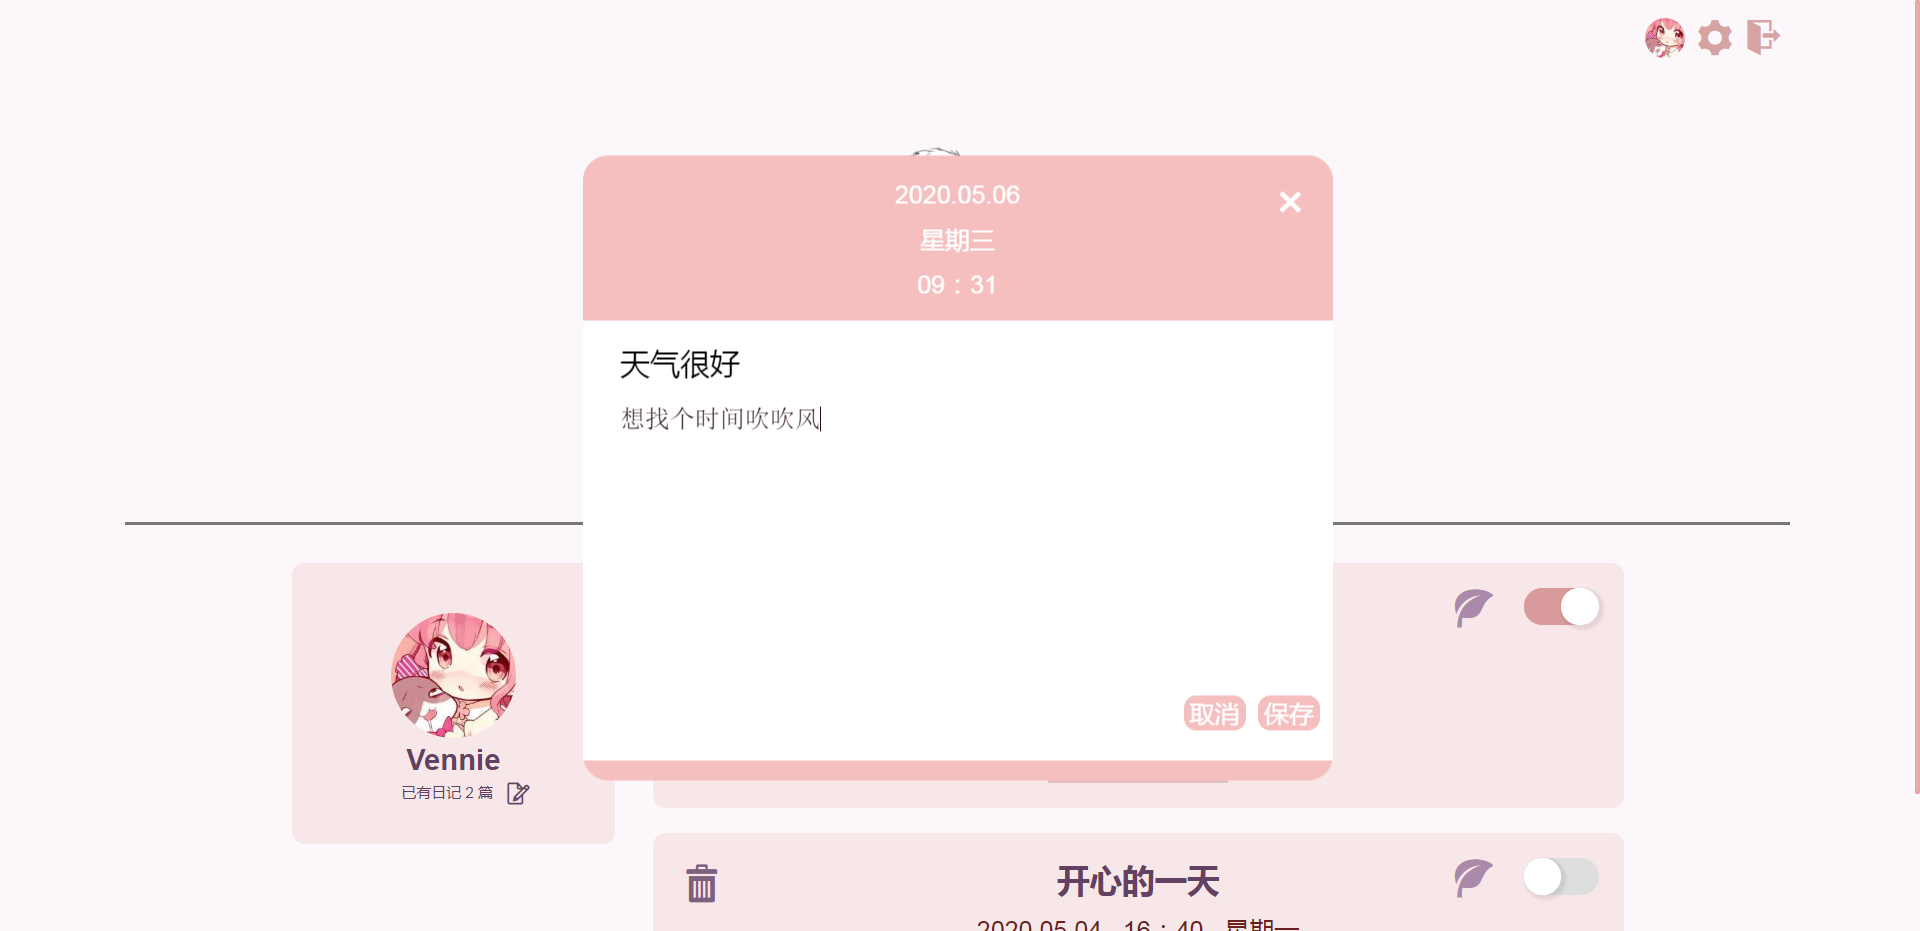 2020.05.06
星期三
09：31
天气很好
想找个时间吹吹风
取消 保存
Vennie
已有日记 2 篇
开心的一天
2020.05.04 16：40 星期一